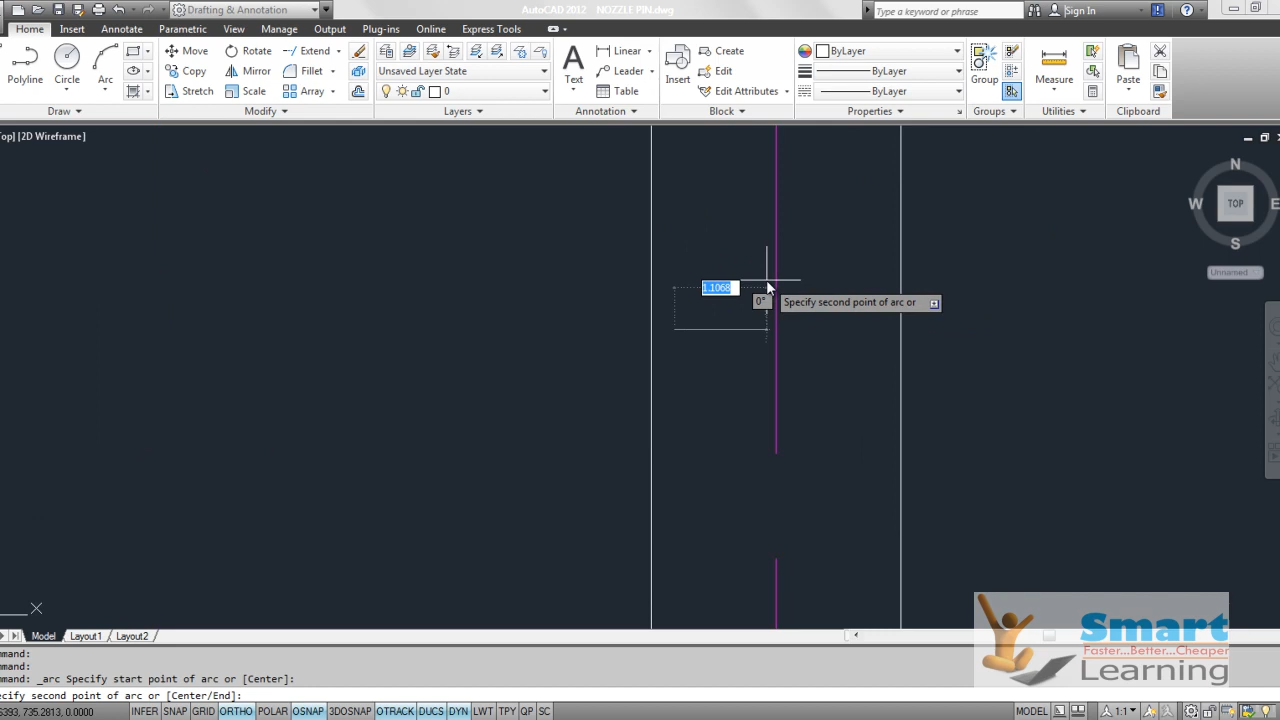 Drafting & Annotation
AutoCAD 2012 NOZZLE PIN.dwg
Type a keyword or phrase
Sign In
Home Insert Annotate Parametric View Manage Output Plug-ins Online Express Tools
Polyline Circle Arc
Move Rotate Extend
Copy Mirror Fillet
Stretch Scale Array
Unsaved Layer State
0
Text
Linear
Leader
Table
Insert
Create
Edit
Edit Attributes
ByLayer
ByLayer
ByLayer
Group
Measure
Paste
Draw Modify Layers Annotation Block Properties Groups Utilities Clipboard
Top] [2D Wireframe]
N
W TOP E
S
Unnamed
1.1068
0°
Specify second point of arc or
Model Layout1 Layout2
ommand:
ommand:
ommand: _arc Specify start point of arc or [Center]:
ecify second point of arc or [Center/End]:
6393, 735.2813, 0.0000
INFER SNAP GRID ORTHO POLAR OSNAP 3DOSNAP OTRACK DUCS DYN LWT TPY QP SC
MODEL
1:1
Smart
Faster...Better...Cheaper
Learning